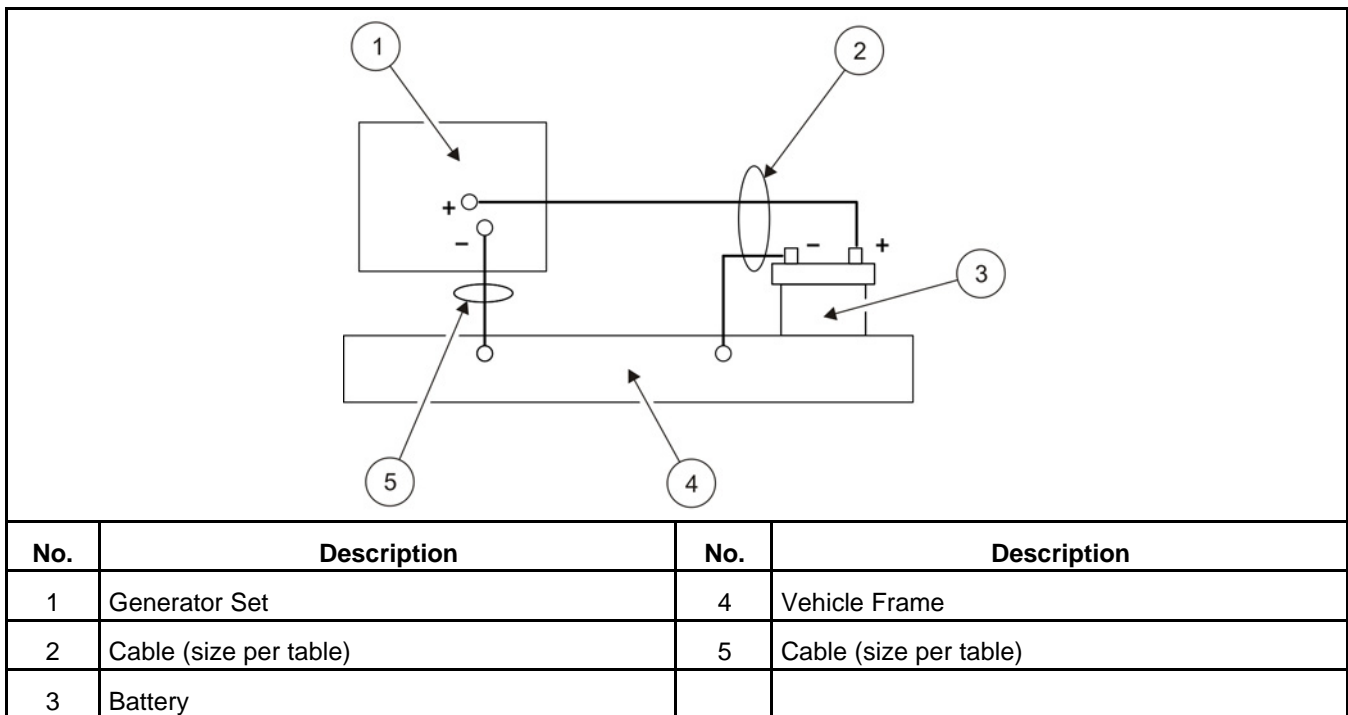 1
2
+
–
– +
3
5
4
No. Description No. Description
1 Generator Set 4 Vehicle Frame
2 Cable (size per table) 5 Cable (size per table)
3 Battery